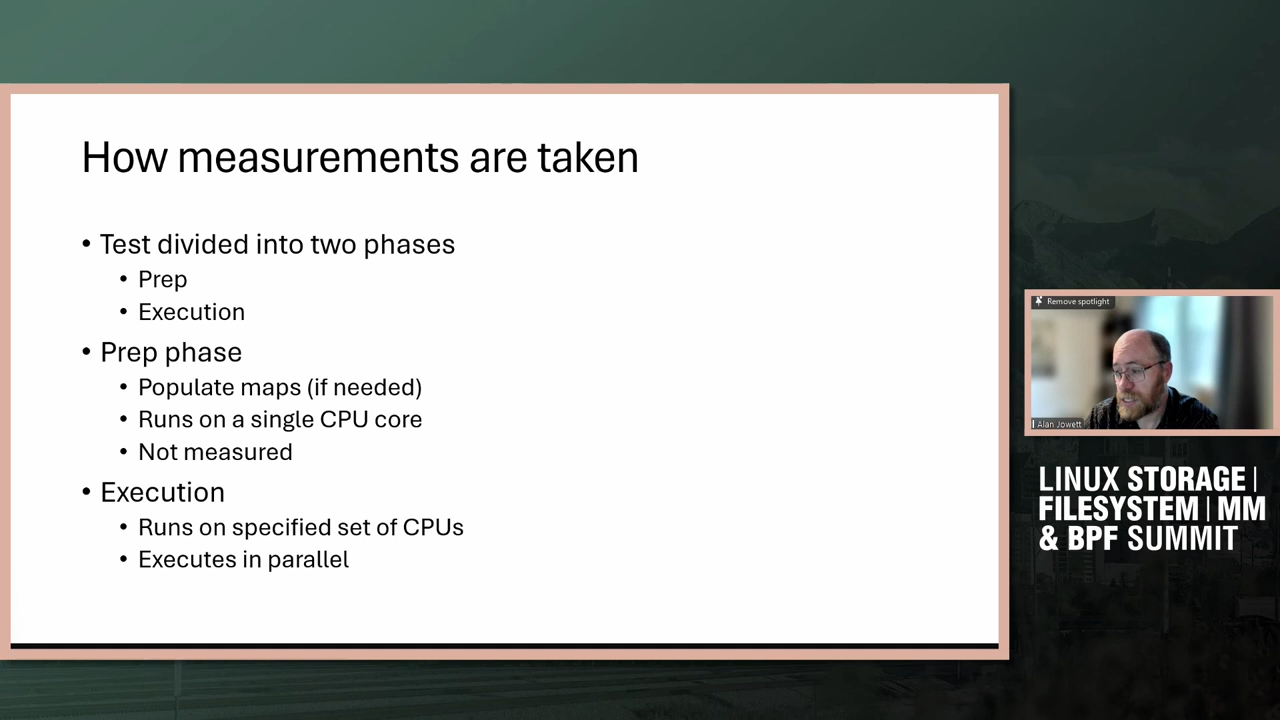 How measurements are taken
• Test divided into two phases
• Prep
• Execution
• Prep phase
• Populate maps (if needed)
• Runs on a single CPU core
• Not measured
• Execution
• Runs on specified set of CPUs
• Executes in parallel
Remove spotlight
Alan Jowett
LINUX STORAGE |
FILESYSTEM | MM
& BPF SUMMIT